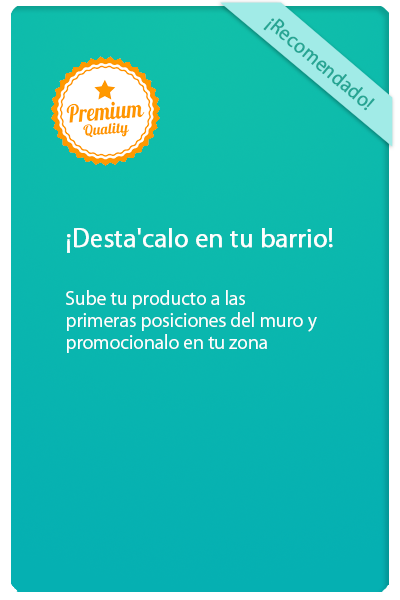 ¡Recomendado!
Premium
Quality
¡Desta'calo en tu barrio!
Sube tu producto a las
primeras posiciones del muro y
promocionalo en tu zona